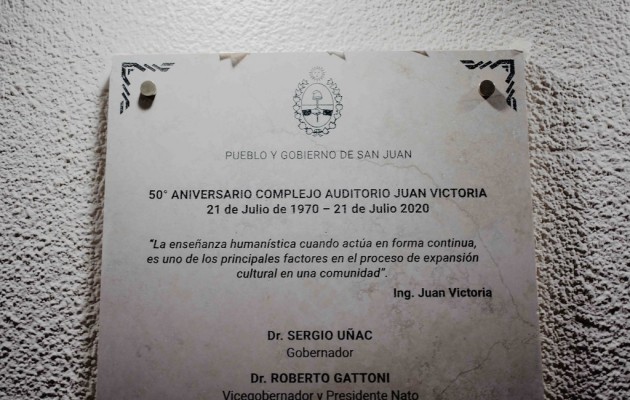 PUEBLO Y GOBIERNO DE SAN JUAN
50° ANIVERSARIO COMPLEJO AUDITORIO JUAN VICTORIA
21 de Julio de 1970 – 21 de Julio 2020
“La enseñanza humanística cuando actúa en forma continua,
es uno de los principales factores en el proceso de expansión
cultural en una comunidad”.
Ing. Juan Victoria
Dr. SERGIO UÑAC
Gobernador
Dr. ROBERTO GATTONI
Vicegobernador y Presidente Nato